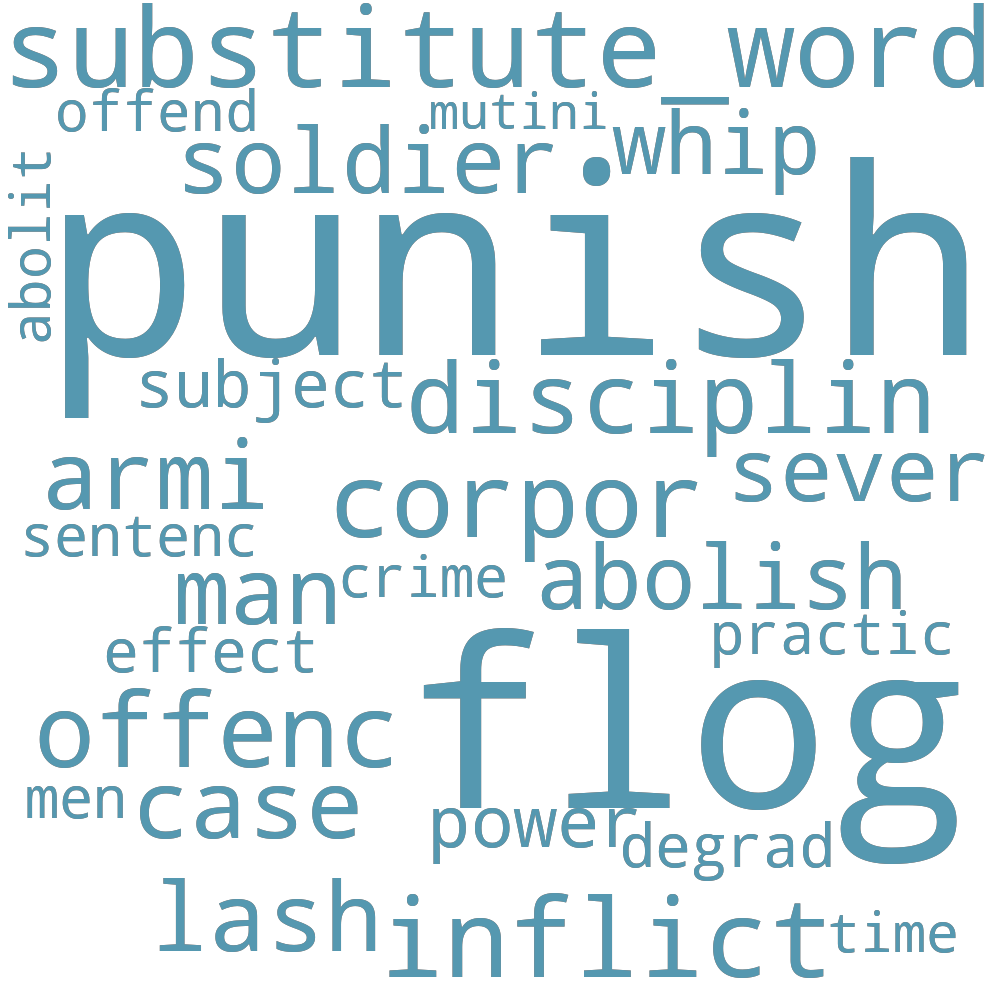 substitute_word
offend
mutini
soldier
whip
abolit
punish
subject
disciplin
armi
corpor
sever
sentenc
man
crime
abolish
effect
practic
flog
offenc
men
case
power
degrad
lash
inflict
time